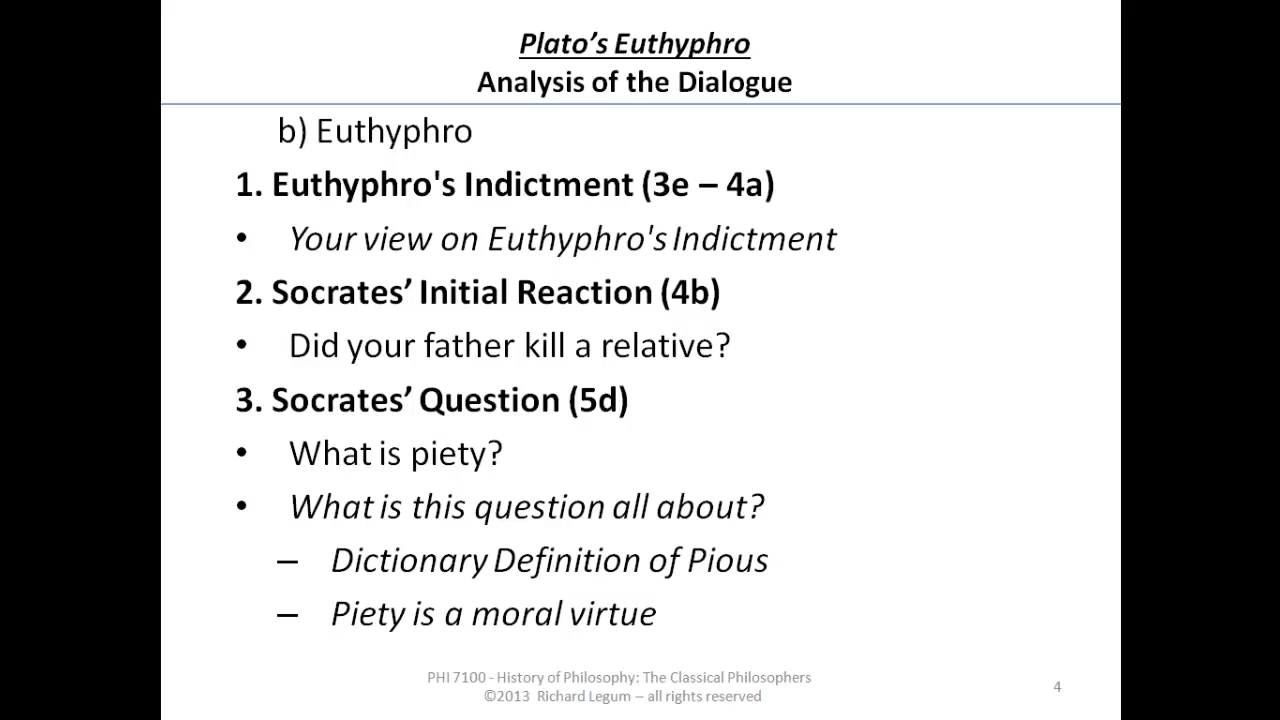 Plato’s Euthyphro
Analysis of the Dialogue
b) Euthyphro
1. Euthyphro's Indictment (3e – 4a)
• Your view on Euthyphro's Indictment
2. Socrates’ Initial Reaction (4b)
• Did your father kill a relative?
3. Socrates’ Question (5d)
• What is piety?
• What is this question all about?
– Dictionary Definition of Pious
– Piety is a moral virtue
PHI 7100 - History of Philosophy: The Classical Philosophers
©2013 Richard Legum – all rights reserved
4